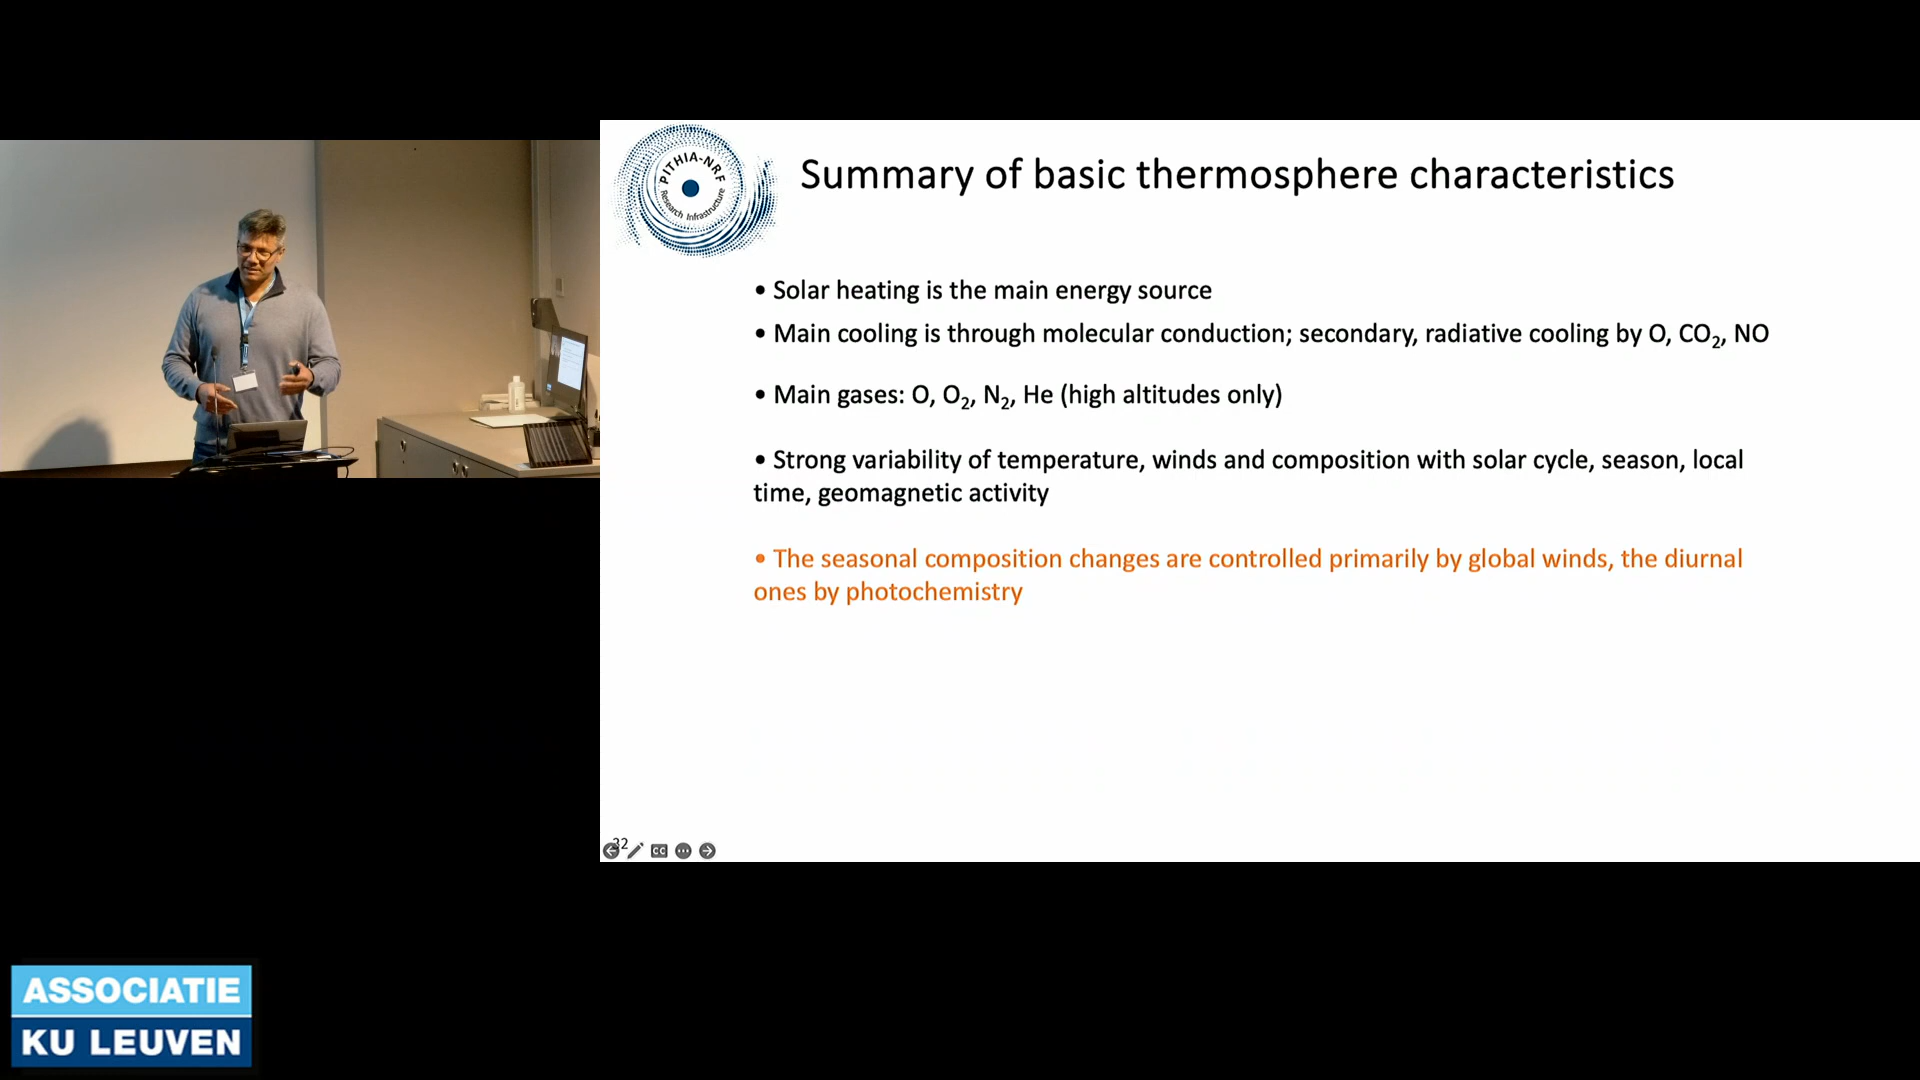 PITHIA-NRF
Research Infrastructure
Summary of basic thermosphere characteristics
• Solar heating is the main energy source
• Main cooling is through molecular conduction; secondary, radiative cooling by O, CO₂, NO
• Main gases: O, O₂, N₂, He (high altitudes only)
• Strong variability of temperature, winds and composition with solar cycle, season, local
time, geomagnetic activity
• The seasonal composition changes are controlled primarily by global winds, the diurnal
ones by photochemistry
32
CC
ASSOCIATIE
KU LEUVEN